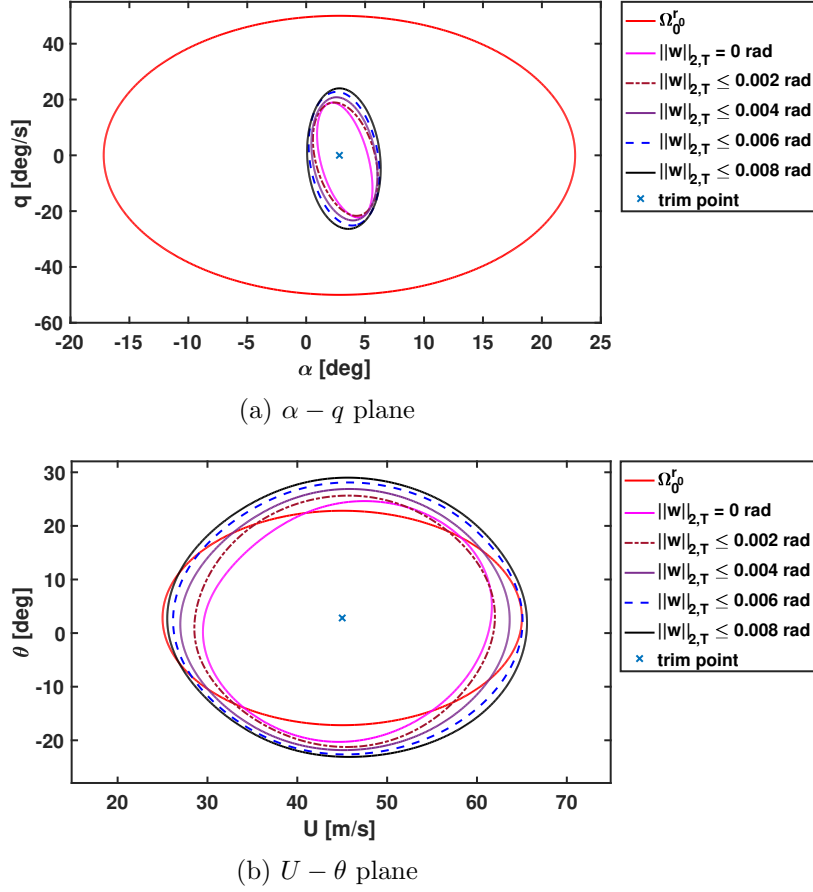 60
40
20
0
-20
-40
-60
q [deg/s]
-20 -15 -10 -5 0 5 10 15 20 25
α [deg]
Ω₀^{r₀}
||w||₂,T = 0 rad
||w||₂,T ≤ 0.002 rad
||w||₂,T ≤ 0.004 rad
||w||₂,T ≤ 0.006 rad
||w||₂,T ≤ 0.008 rad
trim point
(a) α − q plane
30
20
10
0
-10
-20
θ [deg]
20 30 40 50 60 70
U [m/s]
Ω₀^{r₀}
||w||₂,T = 0 rad
||w||₂,T ≤ 0.002 rad
||w||₂,T ≤ 0.004 rad
||w||₂,T ≤ 0.006 rad
||w||₂,T ≤ 0.008 rad
trim point
(b) U − θ plane